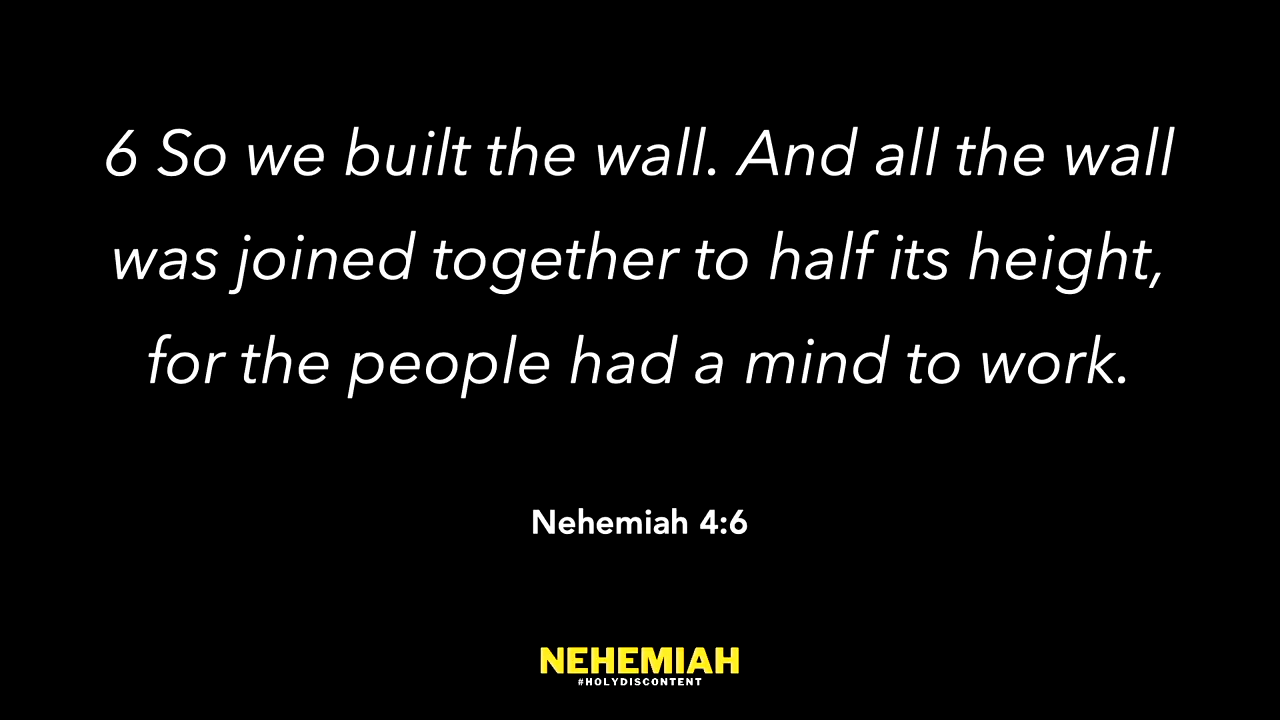 6 So we built the wall. And all the wall
was joined together to half its height,
for the people had a mind to work.
Nehemiah 4:6
NEHEMIAH
#HOLYDISCONTENT